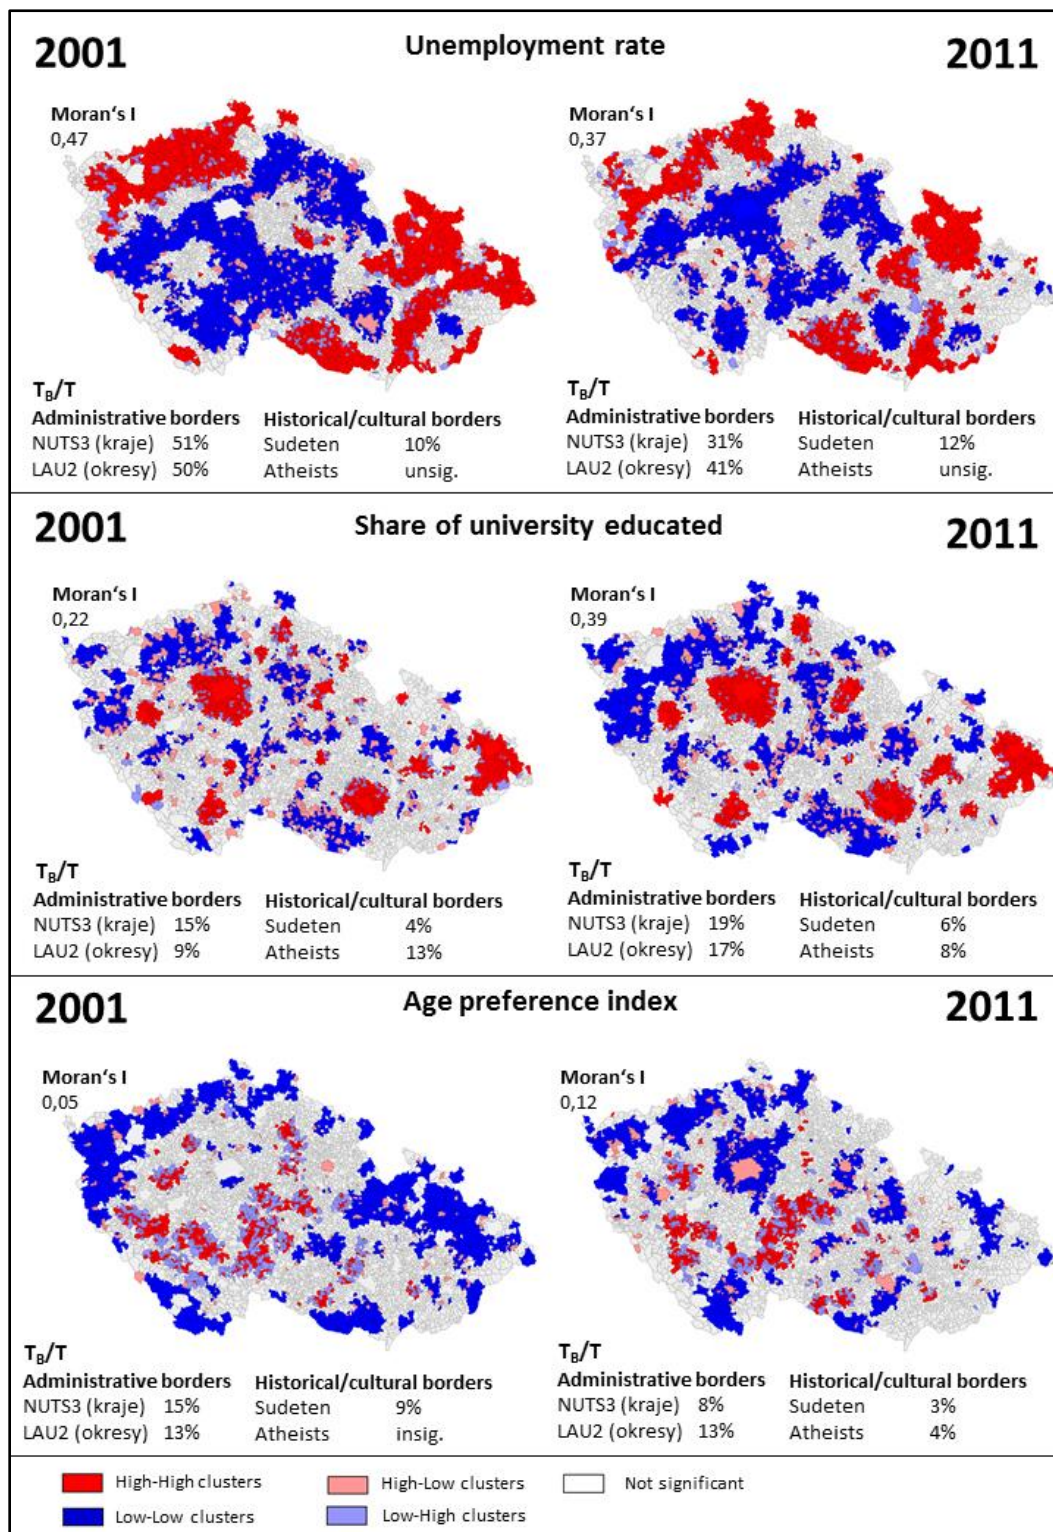 2001 Unemployment rate 2011
Moran‘s I
0,47
Moran‘s I
0,37
T_B/T
Administrative borders Historical/cultural borders
NUTS3 (kraje) 51% Sudeten 10%
LAU2 (okresy) 50% Atheists unsig.
T_B/T
Administrative borders Historical/cultural borders
NUTS3 (kraje) 31% Sudeten 12%
LAU2 (okresy) 41% Atheists unsig.
2001 Share of university educated 2011
Moran‘s I
0,22
Moran‘s I
0,39
T_B/T
Administrative borders Historical/cultural borders
NUTS3 (kraje) 15% Sudeten 4%
LAU2 (okresy) 9% Atheists 13%
T_B/T
Administrative borders Historical/cultural borders
NUTS3 (kraje) 19% Sudeten 6%
LAU2 (okresy) 17% Atheists 8%
2001 Age preference index 2011
Moran‘s I
0,05
Moran‘s I
0,12
T_B/T
Administrative borders Historical/cultural borders
NUTS3 (kraje) 15% Sudeten 9%
LAU2 (okresy) 13% Atheists insig.
T_B/T
Administrative borders Historical/cultural borders
NUTS3 (kraje) 8% Sudeten 3%
LAU2 (okresy) 13% Atheists 4%
High-High clusters High-Low clusters Not significant
Low-Low clusters Low-High clusters